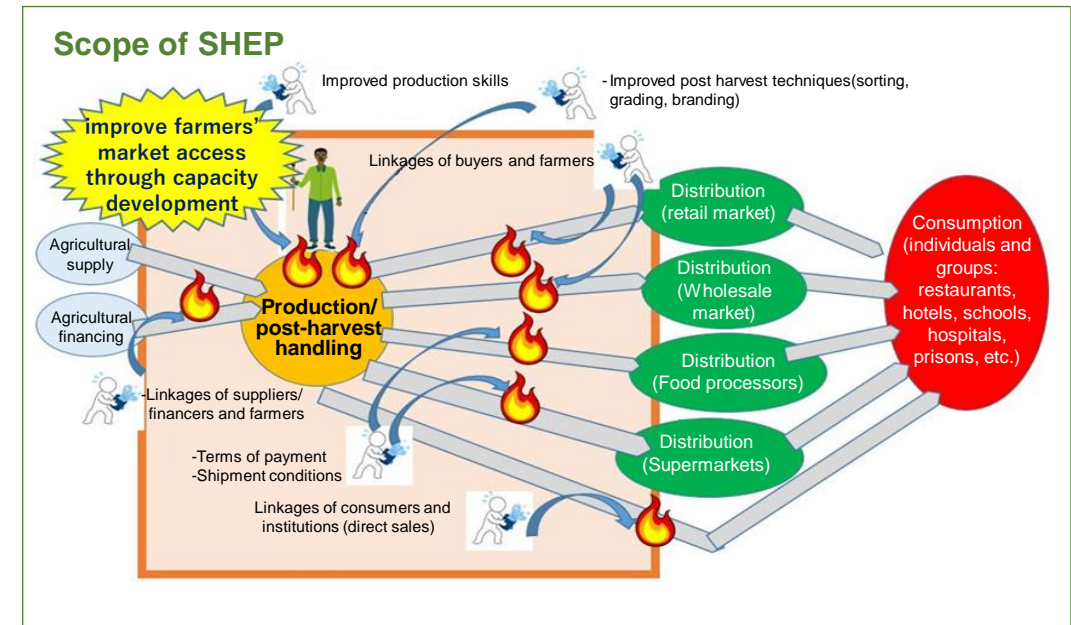 Scope of SHEP
Improved production skills
- Improved post harvest techniques(sorting,
grading, branding)
improve farmers’
market access
through capacity
development
Linkages of buyers and farmers
Distribution
(retail market)
Consumption
(individuals and
groups:
restaurants,
hotels, schools,
hospitals,
prisons, etc.)
Agricultural
supply
Distribution
(Wholesale
market)
Agricultural
financing
Production/
post-harvest
handling
Distribution
(Food processors)
-Linkages of suppliers/
financers and farmers
Distribution
(Supermarkets)
-Terms of payment
-Shipment conditions
Linkages of consumers and
institutions (direct sales)